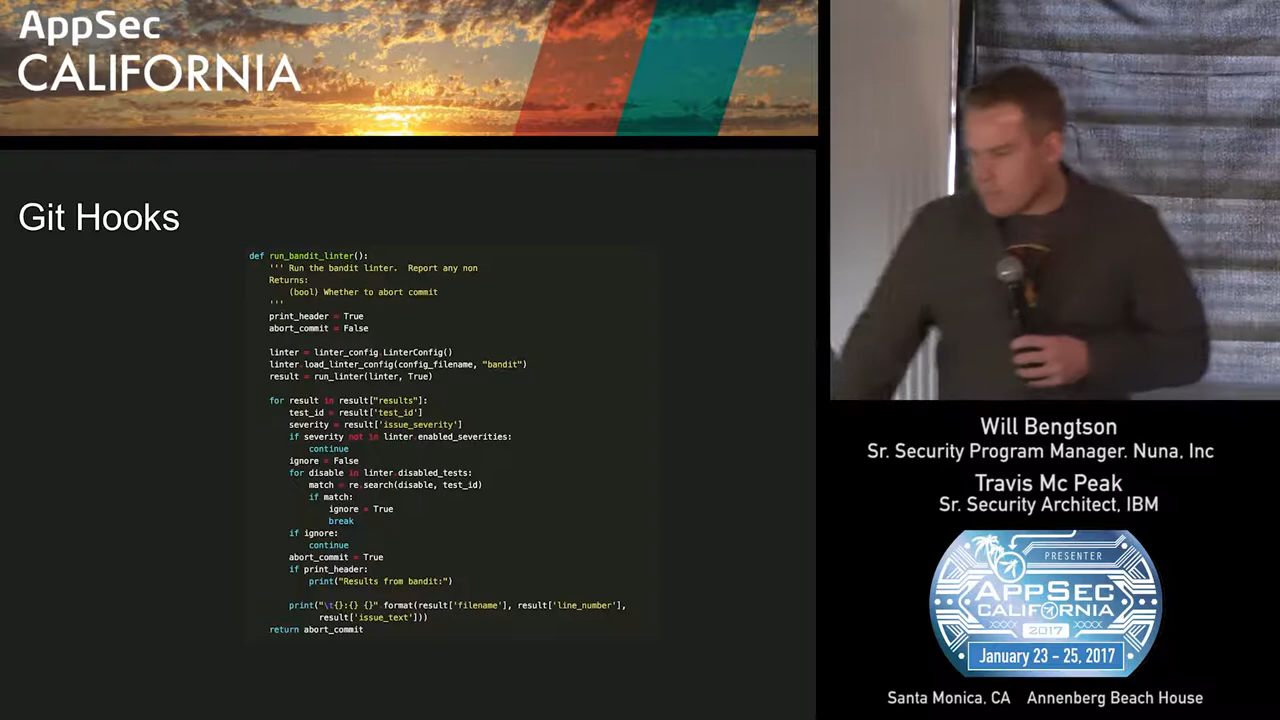 AppSec
CALIFORNIA
Git Hooks
def run_bandit_linter():
''' Run the bandit linter.  Report any non
Returns:
(bool) Whether to abort commit
'''
print_header = True
abort_commit = False
linter = linter_config.LinterConfig()
linter.load_linter_config(config_filename, "bandit")
result = run_linter(linter, True)
for result in result["results"]:
test_id = result['test_id']
severity = result['issue_severity']
if severity not in linter.enabled_severities:
continue
ignore = False
for disable in linter.disabled_tests:
match = re.search(disable, test_id)
if match:
ignore = True
break
if ignore:
continue
abort_commit = True
if print_header:
print("Results from bandit:")
print("\t{}:{} {}".format(result['filename'], result['line_number'],
result['issue_text']))
return abort_commit
Will Bengtson
Sr. Security Program Manager. Nuna, Inc
Travis Mc Peak
Sr. Security Architect, IBM
PRESENTER
APPSEC
CALIFORNIA
2017
January 23 - 25, 2017
Santa Monica, CA Annenberg Beach House